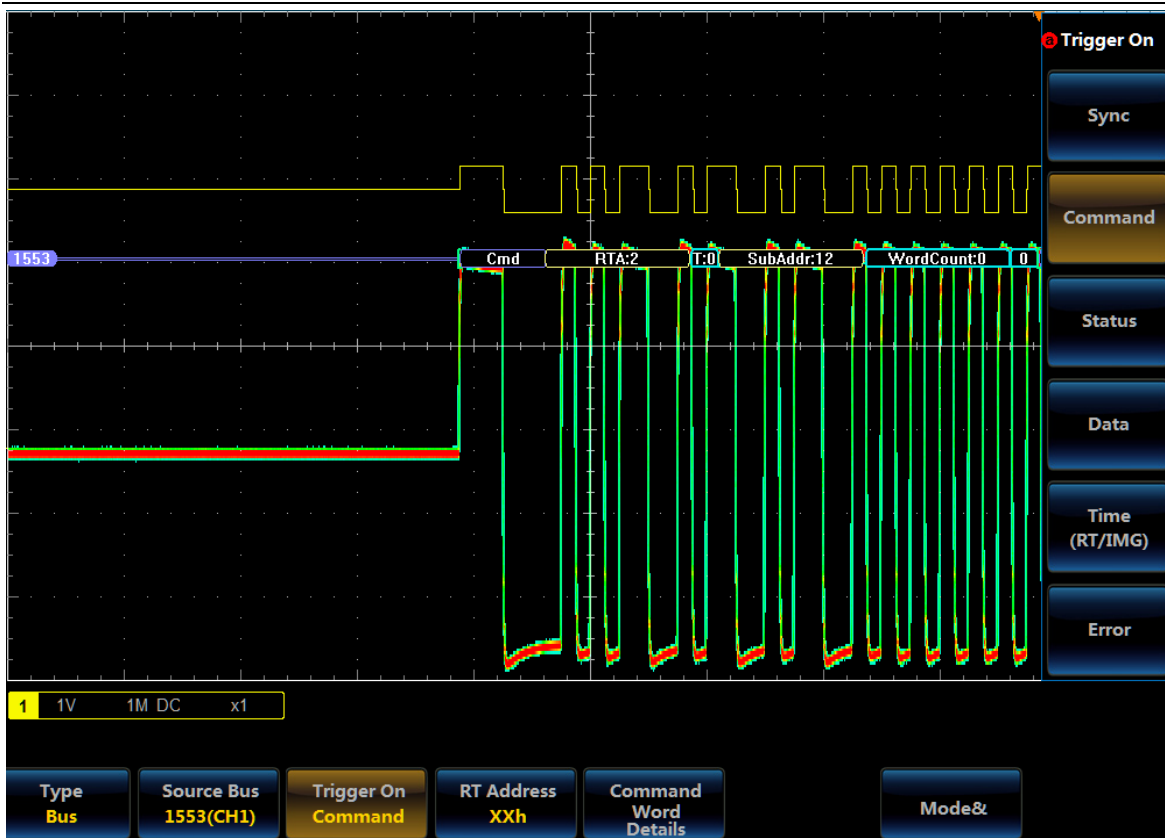 a Trigger On
Sync
Command
1553
Cmd
RTA:2
T:0
SubAddr:12
WordCount:0
0
Status
Data
Time
(RT/IMG)
Error
1 1V 1M DC x1
Type
Bus
Source Bus
1553(CH1)
Trigger On
Command
RT Address
XXh
Command
Word
Details
Mode&